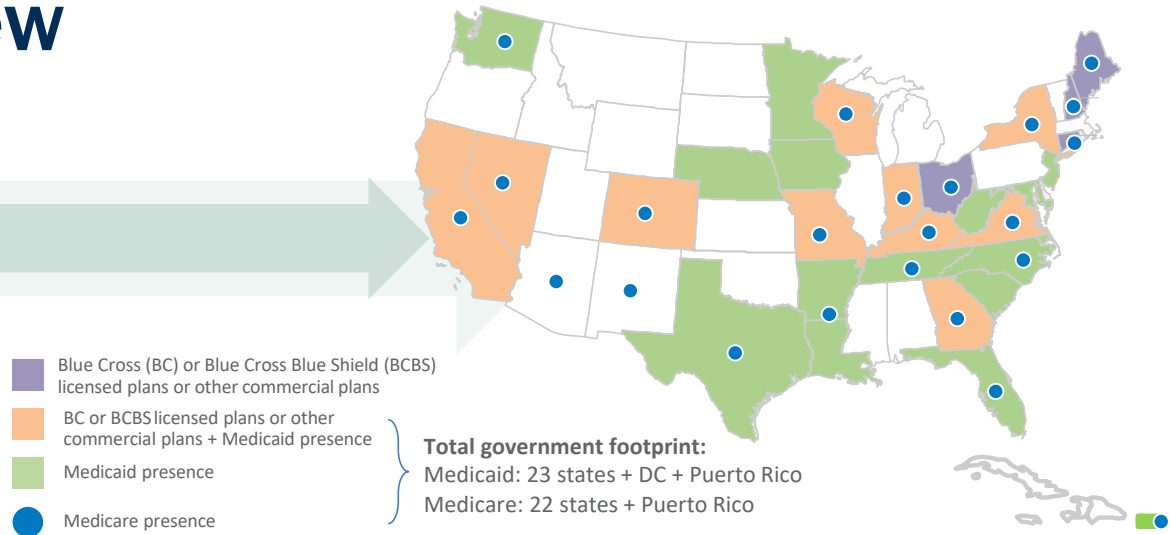 ew
Blue Cross (BC) or Blue Cross Blue Shield (BCBS)
licensed plans or other commercial plans
BC or BCBS licensed plans or other
commercial plans + Medicaid presence
Medicaid presence
Medicare presence
Total government footprint:
Medicaid: 23 states + DC + Puerto Rico
Medicare: 22 states + Puerto Rico